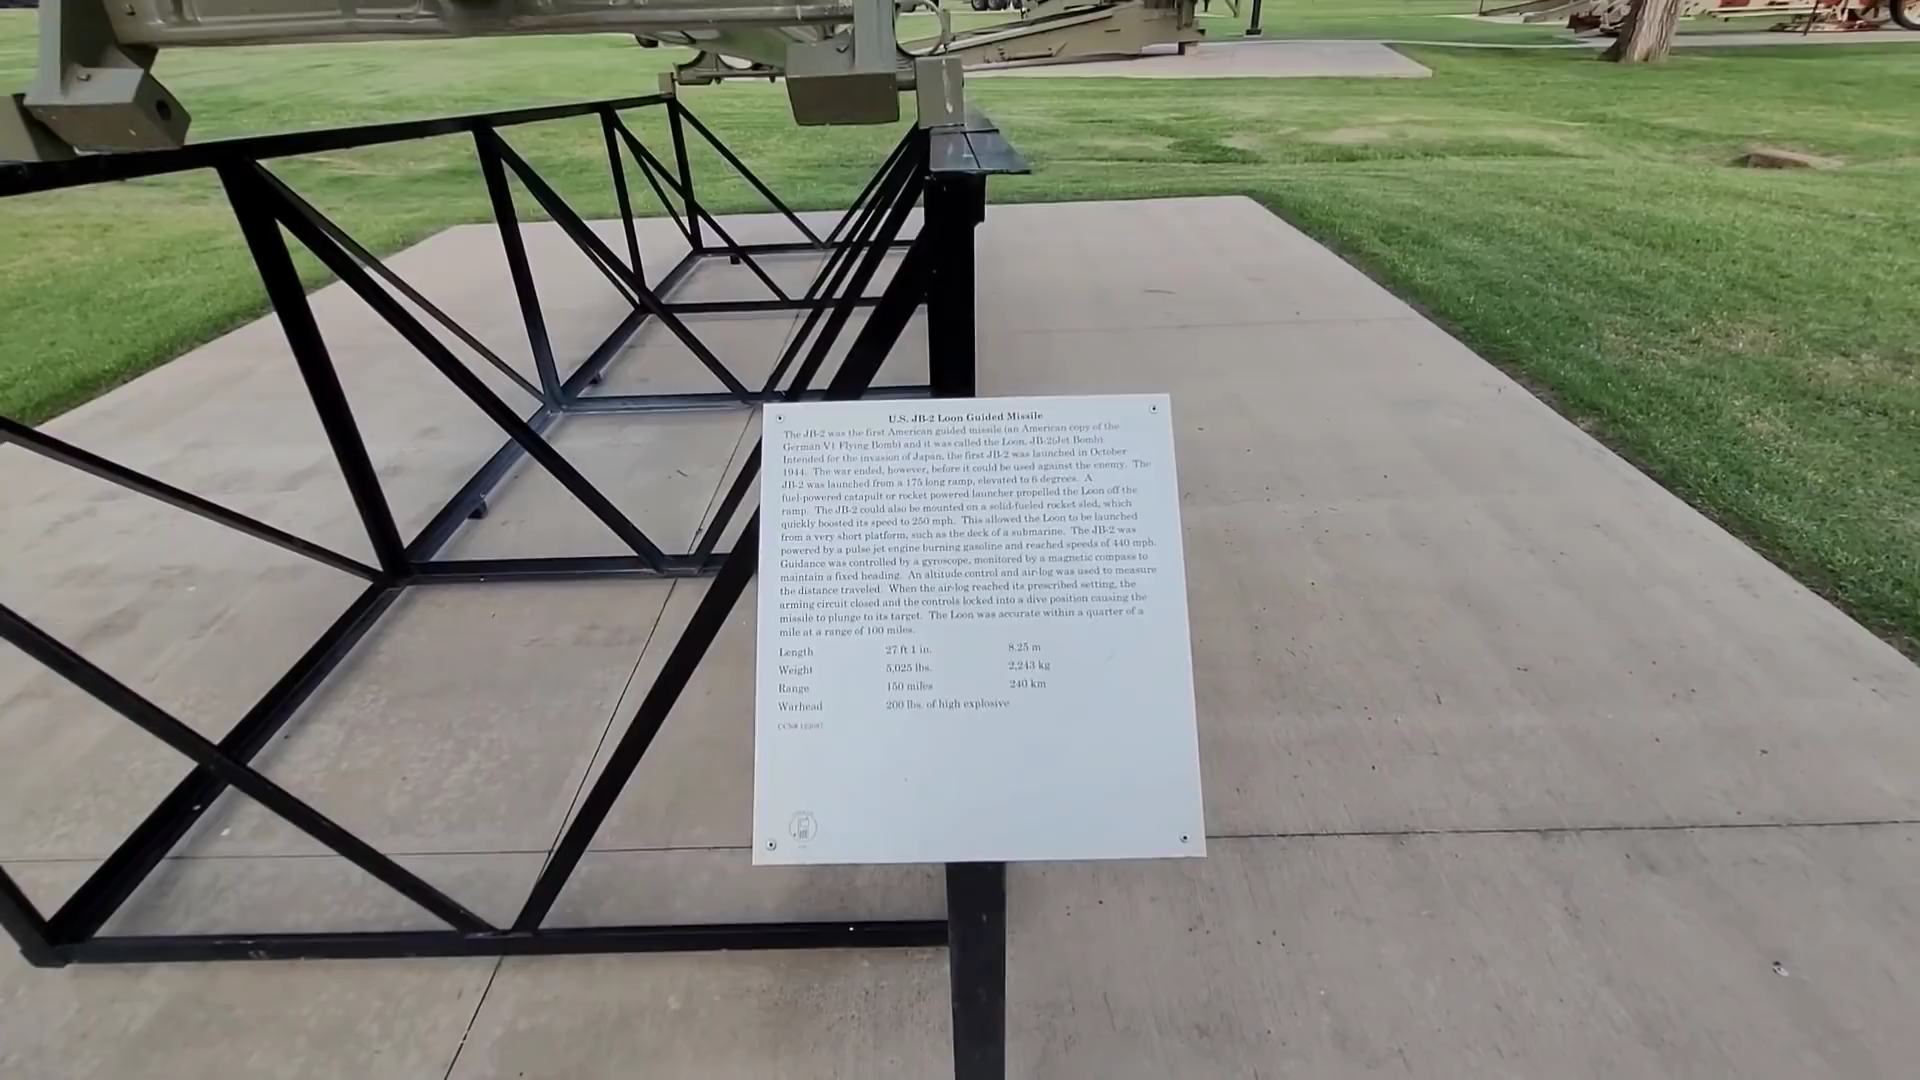 U.S. JB-2 Loon Guided Missile
The JB-2 was the first American guided missile (an American copy of the
German V1 Flying Bomb) and it was called the Loon, JB-2(Jet Bomb).
Intended for the invasion of Japan, the first JB-2 was launched in October
1944. The war ended, however, before it could be used against the enemy. The
JB-2 was launched from a 175 long ramp, elevated to 6 degrees. A
fuel-powered catapult or rocket powered launcher propelled the Loon off the
ramp. The JB-2 could also be mounted on a solid-fueled rocket sled, which
quickly boosted its speed to 250 mph. This allowed the Loon to be launched
from a very short platform, such as the deck of a submarine. The JB-2 was
powered by a pulse jet engine burning gasoline and reached speeds of 440 mph.
Guidance was controlled by a gyroscope, monitored by a magnetic compass to
maintain a fixed heading. An altitude control and air-log was used to measure
the distance traveled. When the air-log reached its prescribed setting, the
arming circuit closed and the controls locked into a dive position causing the
missile to plunge to its target. The Loon was accurate within a quarter of a
mile at a range of 100 miles.
Length 27 ft 1 in. 8.25 m
Weight 5,025 lbs. 2,243 kg
Range 150 miles 240 km
Warhead 200 lbs. of high explosive